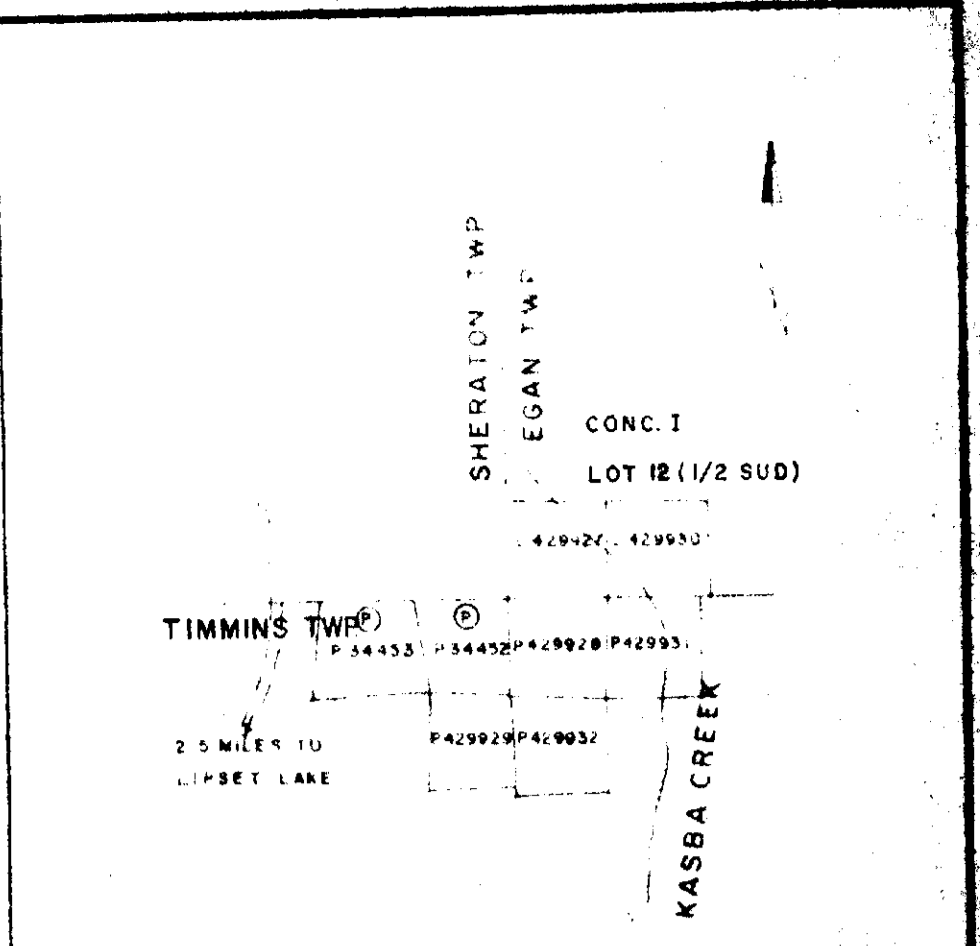 SHERATON TWP
EGAN TWP
CONC. I
LOT 12 (1/2 SUD)
429930
TIMMINS TWP P P
P 34453 P 34452 P429928 P42993
P429929 P429932
2.5 MILES TO
LAKE
KASBA CREEK